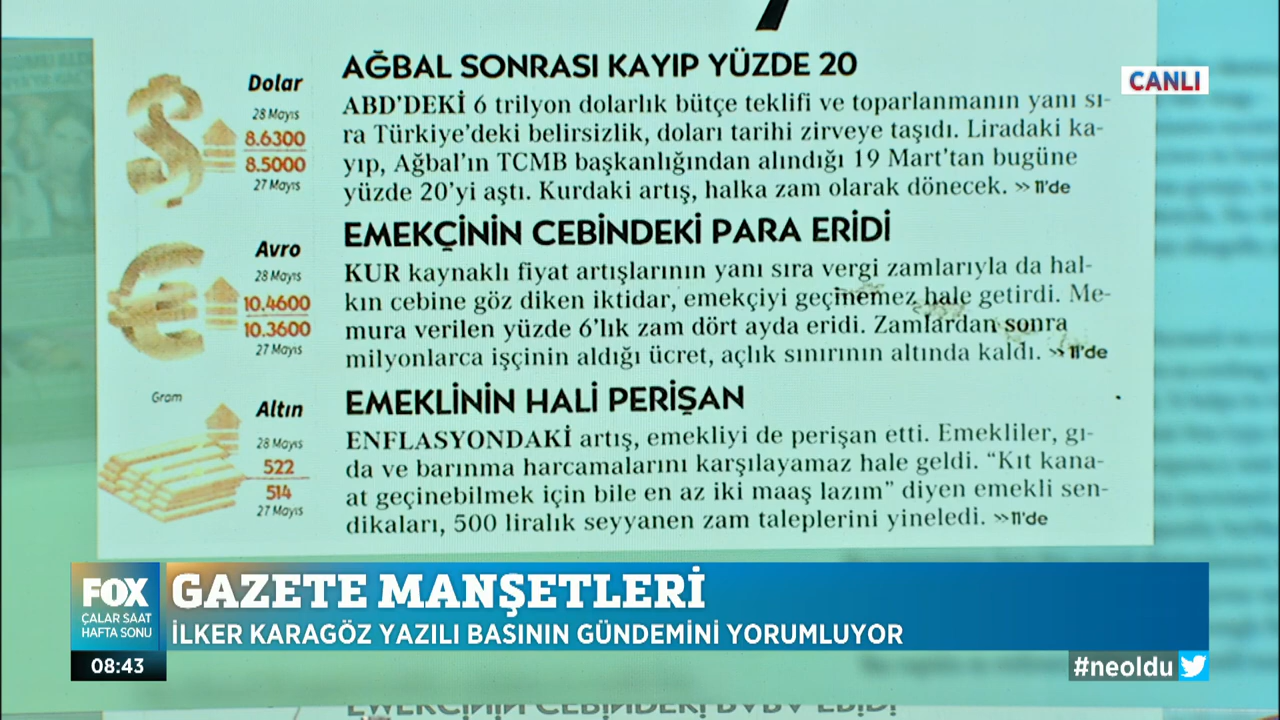 Dolar
28 Mayıs
8.6300
8.5000
27 Mayıs
AĞBAL SONRASI KAYIP YÜZDE 20
ABD'DEKİ 6 trilyon dolarlık bütçe teklifi ve toparlanmanın yanı sı-
ra Türkiye'deki belirsizlik, doları tarihi zirveye taşıdı. Liradaki ka-
yıp, Ağbal'ın TCMB başkanlığından alındığı 19 Mart'tan bugüne
yüzde 20'yi aştı. Kurdaki artış, halka zam olarak dönecek. »11'de
Avro
28 Mayıs
10.4600
10.3600
27 Mayıs
EMEKÇİNİN CEBİNDEKİ PARA ERİDİ
KUR kaynaklı fiyat artışlarının yanı sıra vergi zamlarıyla da hal-
kın cebine göz diken iktidar, emekçiyi geçinemez hale getirdi. Me-
mura verilen yüzde 6'lık zam dört ayda eridi. Zamlardan sonra
milyonlarca işçinin aldığı ücret, açlık sınırının altında kaldı. »11'de
Gram
Altın
28 Mayıs
522
514
27 Mayıs
EMEKLİNİN HALİ PERİŞAN
ENFLASYONDAKİ artış, emekliyi de perişan etti. Emekliler, gı-
da ve barınma harcamalarını karşılayamaz hale geldi. “Kıt kana-
at geçinebilmek için bile en az iki maaş lazım” diyen emekli sen-
dikaları, 500 liralık seyyanen zam taleplerini yineledi. »11'de
CANLI
FOX
ÇALAR SAAT
HAFTA SONU
08:43
GAZETE MANŞETLERİ
İLKER KARAGÖZ YAZILI BASININ GÜNDEMİNİ YORUMLUYOR
#neoldu